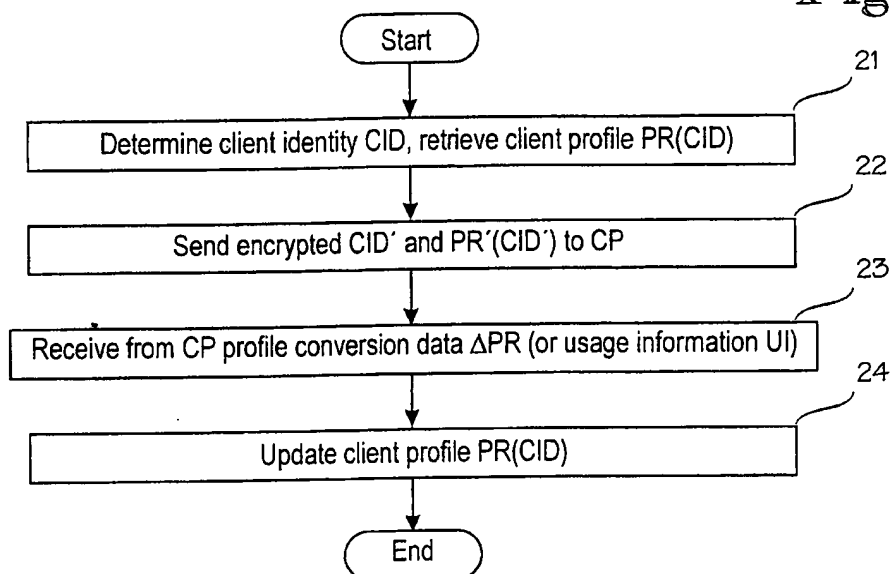 Start
21
Determine client identity CID, retrieve client profile PR(CID)
22
Send encrypted CID´ and PR´(CID´) to CP
23
Receive from CP profile conversion data ΔPR (or usage information UI)
24
Update client profile PR(CID)
End